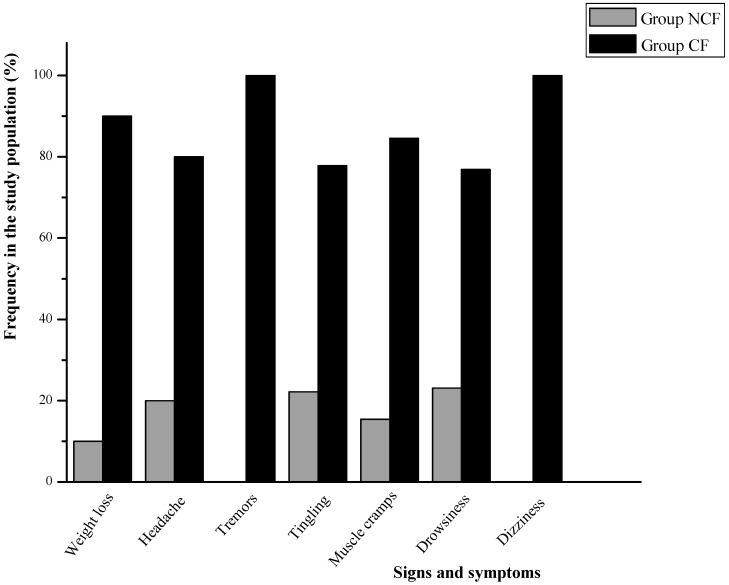 Group NCF
Group CF
Frequency in the study population (%)
100
80
60
40
20
0
Weight loss
Headache
Tremors
Tingling
Muscle cramps
Drowsiness
Dizziness
Signs and symptoms